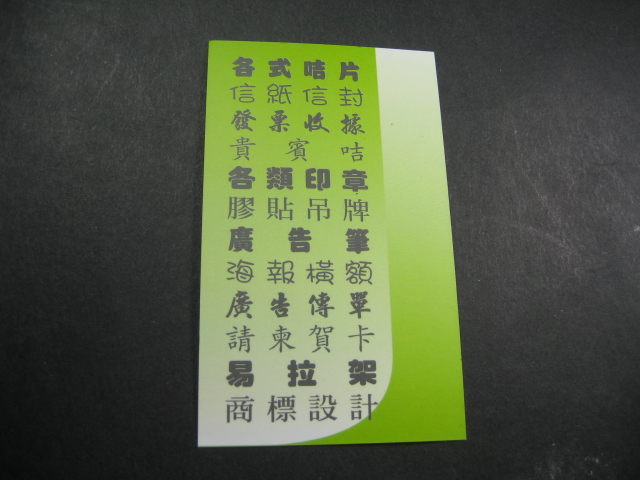 各式咭片
信紙信封
發票收據
貴賓咭
各類印章
膠貼吊牌
廣告筆
海報橫額
廣告傳單
請柬賀卡
易拉架
商標設計